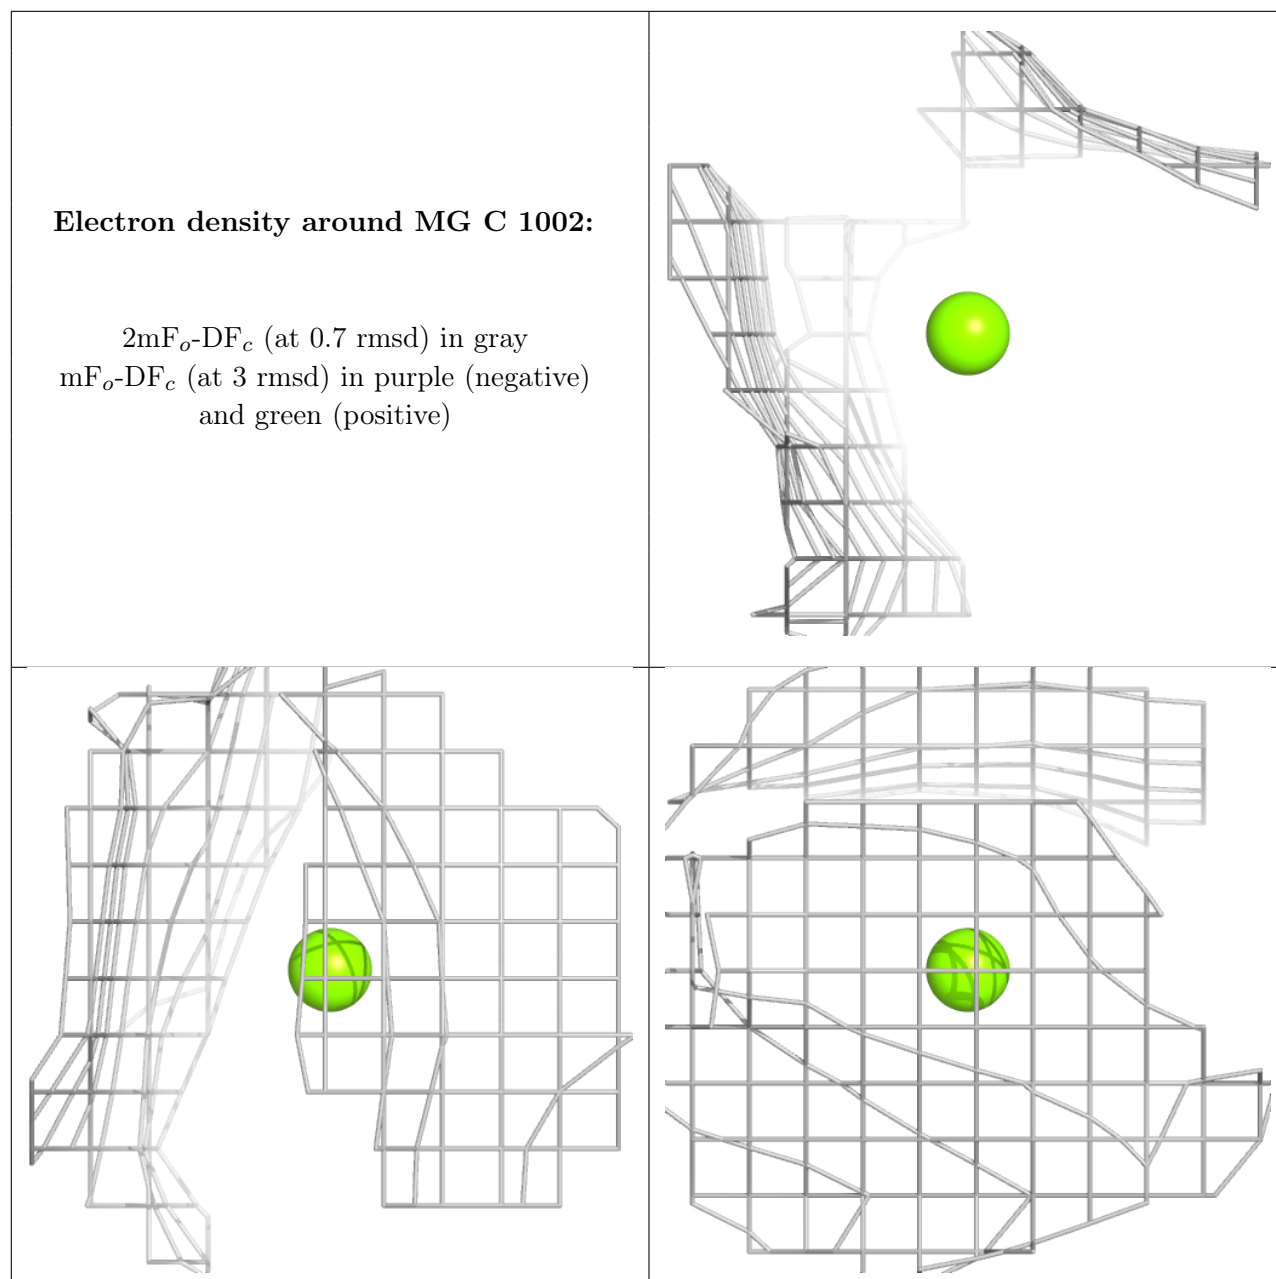 Electron density around MG C 1002:
2mFₒ-DF𝒸 (at 0.7 rmsd) in gray
mFₒ-DF𝒸 (at 3 rmsd) in purple (negative)
and green (positive)